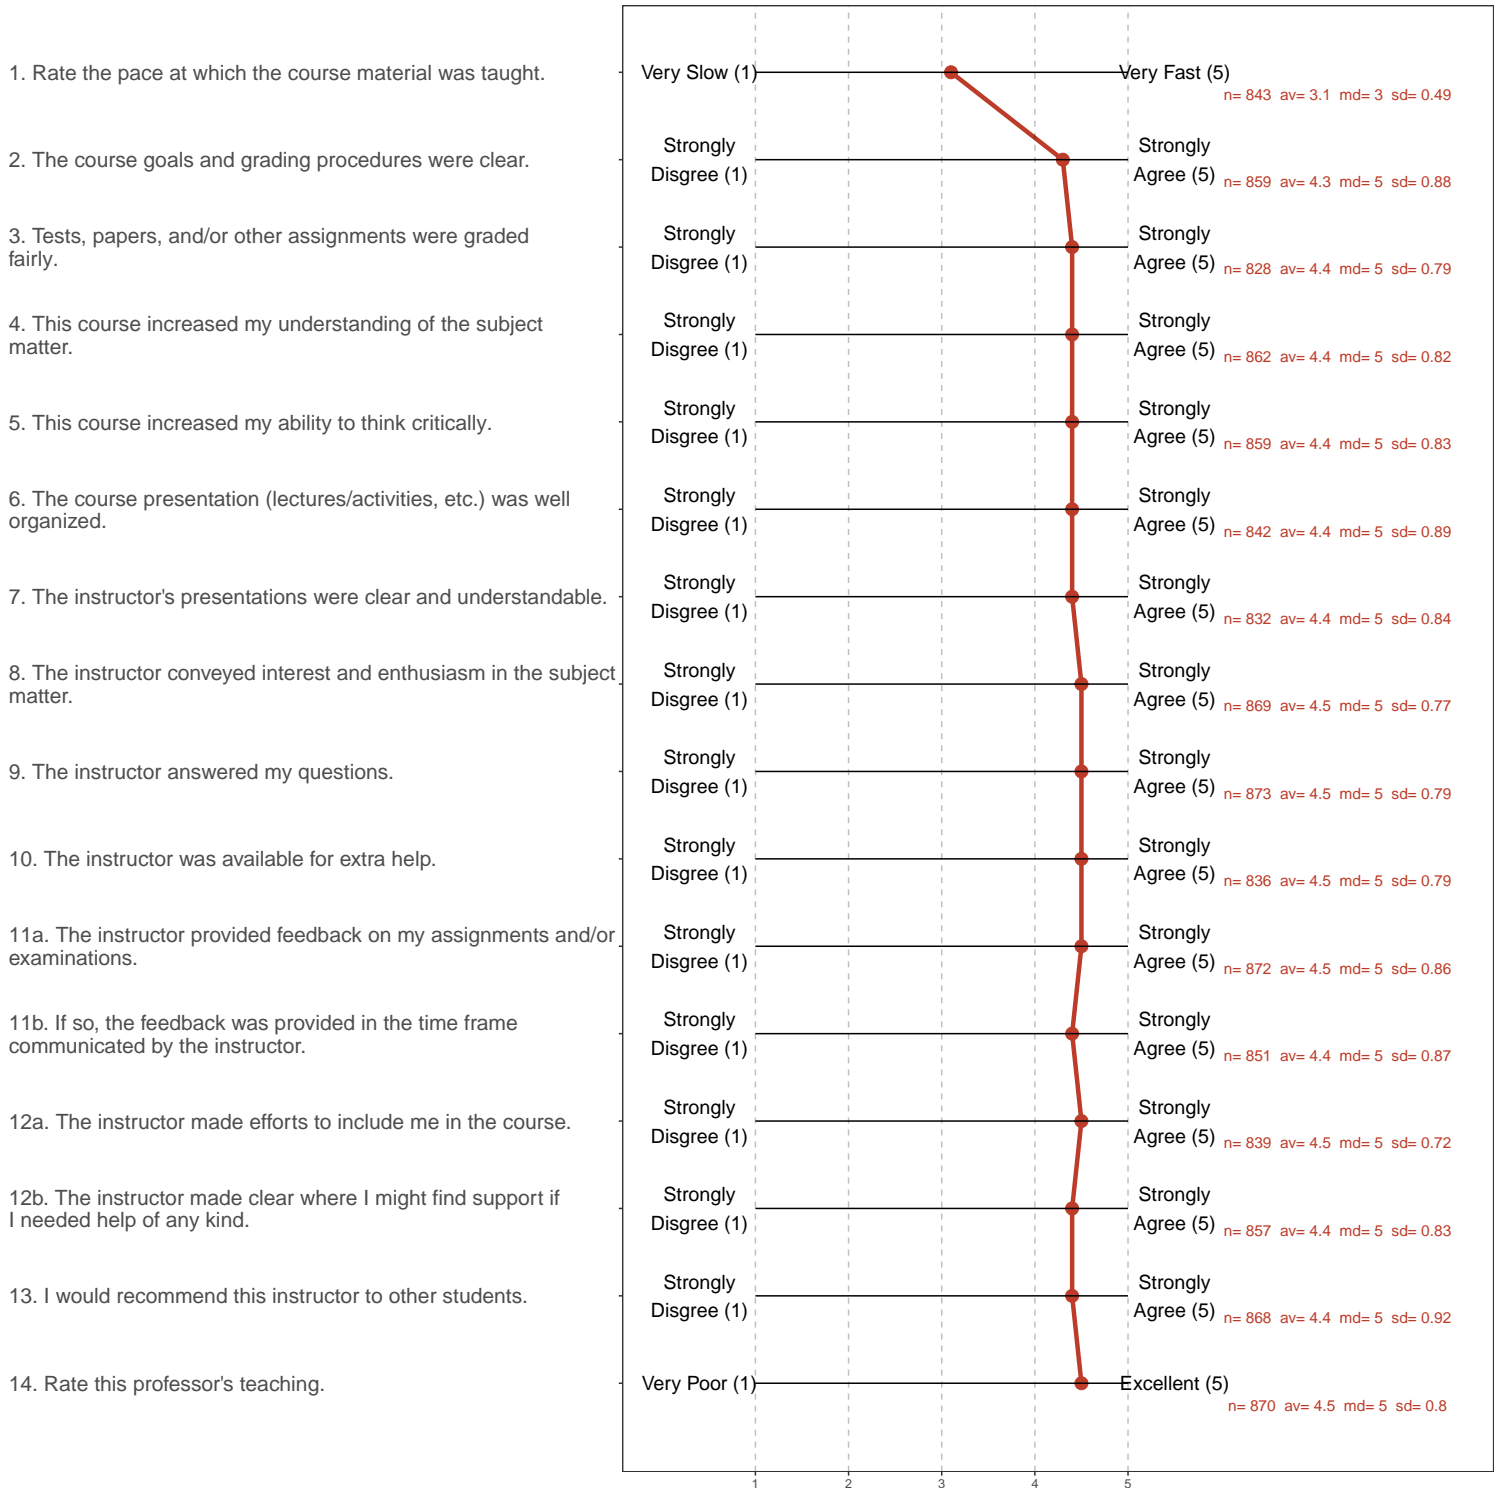 1. Rate the pace at which the course material was taught.
Very Slow (1)
Very Fast (5)
n= 843 av= 3.1 md= 3 sd= 0.49
2. The course goals and grading procedures were clear.
Strongly
Disgree (1)
Strongly
Agree (5)
n= 859 av= 4.3 md= 5 sd= 0.88
3. Tests, papers, and/or other assignments were graded
fairly.
Strongly
Disgree (1)
Strongly
Agree (5)
n= 828 av= 4.4 md= 5 sd= 0.79
4. This course increased my understanding of the subject
matter.
Strongly
Disgree (1)
Strongly
Agree (5)
n= 862 av= 4.4 md= 5 sd= 0.82
5. This course increased my ability to think critically.
Strongly
Disgree (1)
Strongly
Agree (5)
n= 859 av= 4.4 md= 5 sd= 0.83
6. The course presentation (lectures/activities, etc.) was well
organized.
Strongly
Disgree (1)
Strongly
Agree (5)
n= 842 av= 4.4 md= 5 sd= 0.89
7. The instructor's presentations were clear and understandable.
Strongly
Disgree (1)
Strongly
Agree (5)
n= 832 av= 4.4 md= 5 sd= 0.84
8. The instructor conveyed interest and enthusiasm in the subject
matter.
Strongly
Disgree (1)
Strongly
Agree (5)
n= 869 av= 4.5 md= 5 sd= 0.77
9. The instructor answered my questions.
Strongly
Disgree (1)
Strongly
Agree (5)
n= 873 av= 4.5 md= 5 sd= 0.79
10. The instructor was available for extra help.
Strongly
Disgree (1)
Strongly
Agree (5)
n= 836 av= 4.5 md= 5 sd= 0.79
11a. The instructor provided feedback on my assignments and/or
examinations.
Strongly
Disgree (1)
Strongly
Agree (5)
n= 872 av= 4.5 md= 5 sd= 0.86
11b. If so, the feedback was provided in the time frame
communicated by the instructor.
Strongly
Disgree (1)
Strongly
Agree (5)
n= 851 av= 4.4 md= 5 sd= 0.87
12a. The instructor made efforts to include me in the course.
Strongly
Disgree (1)
Strongly
Agree (5)
n= 839 av= 4.5 md= 5 sd= 0.72
12b. The instructor made clear where I might find support if
I needed help of any kind.
Strongly
Disgree (1)
Strongly
Agree (5)
n= 857 av= 4.4 md= 5 sd= 0.83
13. I would recommend this instructor to other students.
Strongly
Disgree (1)
Strongly
Agree (5)
n= 868 av= 4.4 md= 5 sd= 0.92
14. Rate this professor's teaching.
Very Poor (1)
Excellent (5)
n= 870 av= 4.5 md= 5 sd= 0.8
1 2 3 4 5